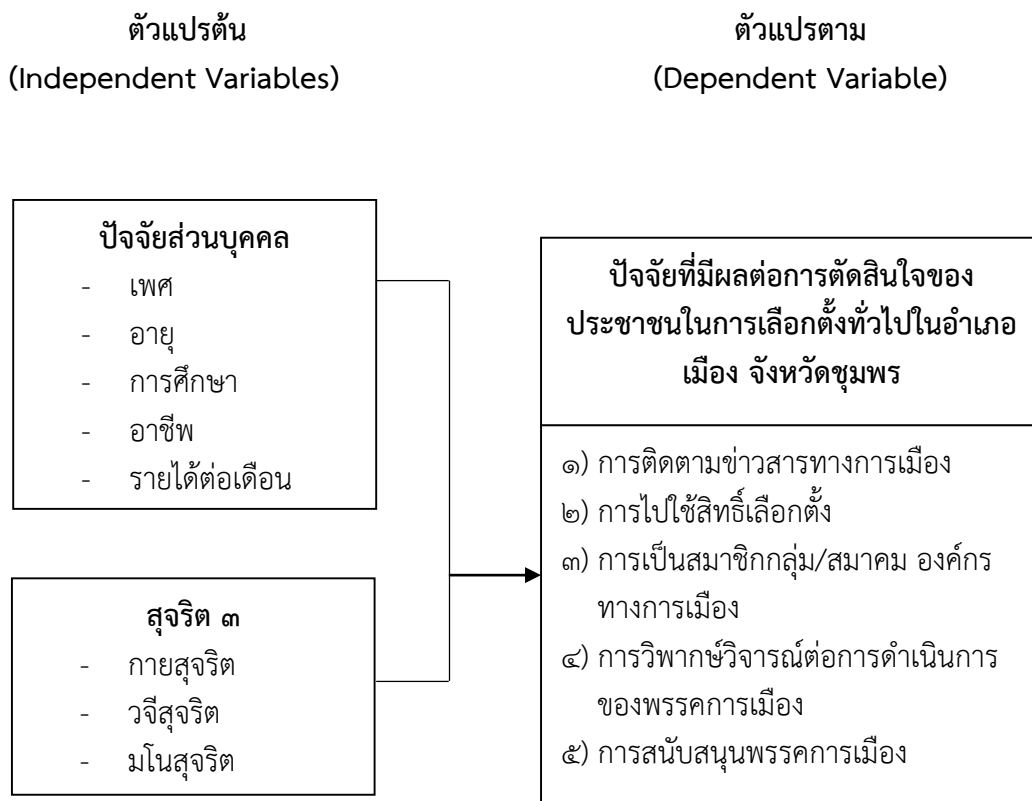 ตัวแปรต้น
(Independent Variables)
ตัวแปรตาม
(Dependent Variable)
ปัจจัยส่วนบุคคล
- เพศ
- อายุ
- การศึกษา
- อาชีพ
- รายได้ต่อเดือน
สุจริต ๓
- กายสุจริต
- วจีสุจริต
- มโนสุจริต
ปัจจัยที่มีผลต่อการตัดสินใจของ
ประชาชนในการเลือกตั้งทั่วไปในอำเภอ
เมือง จังหวัดชุมพร
๑) การติดตามข่าวสารทางการเมือง
๒) การไปใช้สิทธิ์เลือกตั้ง
๓) การเป็นสมาชิกกลุ่ม/สมาคม องค์กร
ทางการเมือง
๔) การวิพากษ์วิจารณ์ต่อการดำเนินการ
ของพรรคการเมือง
๕) การสนับสนุนพรรคการเมือง